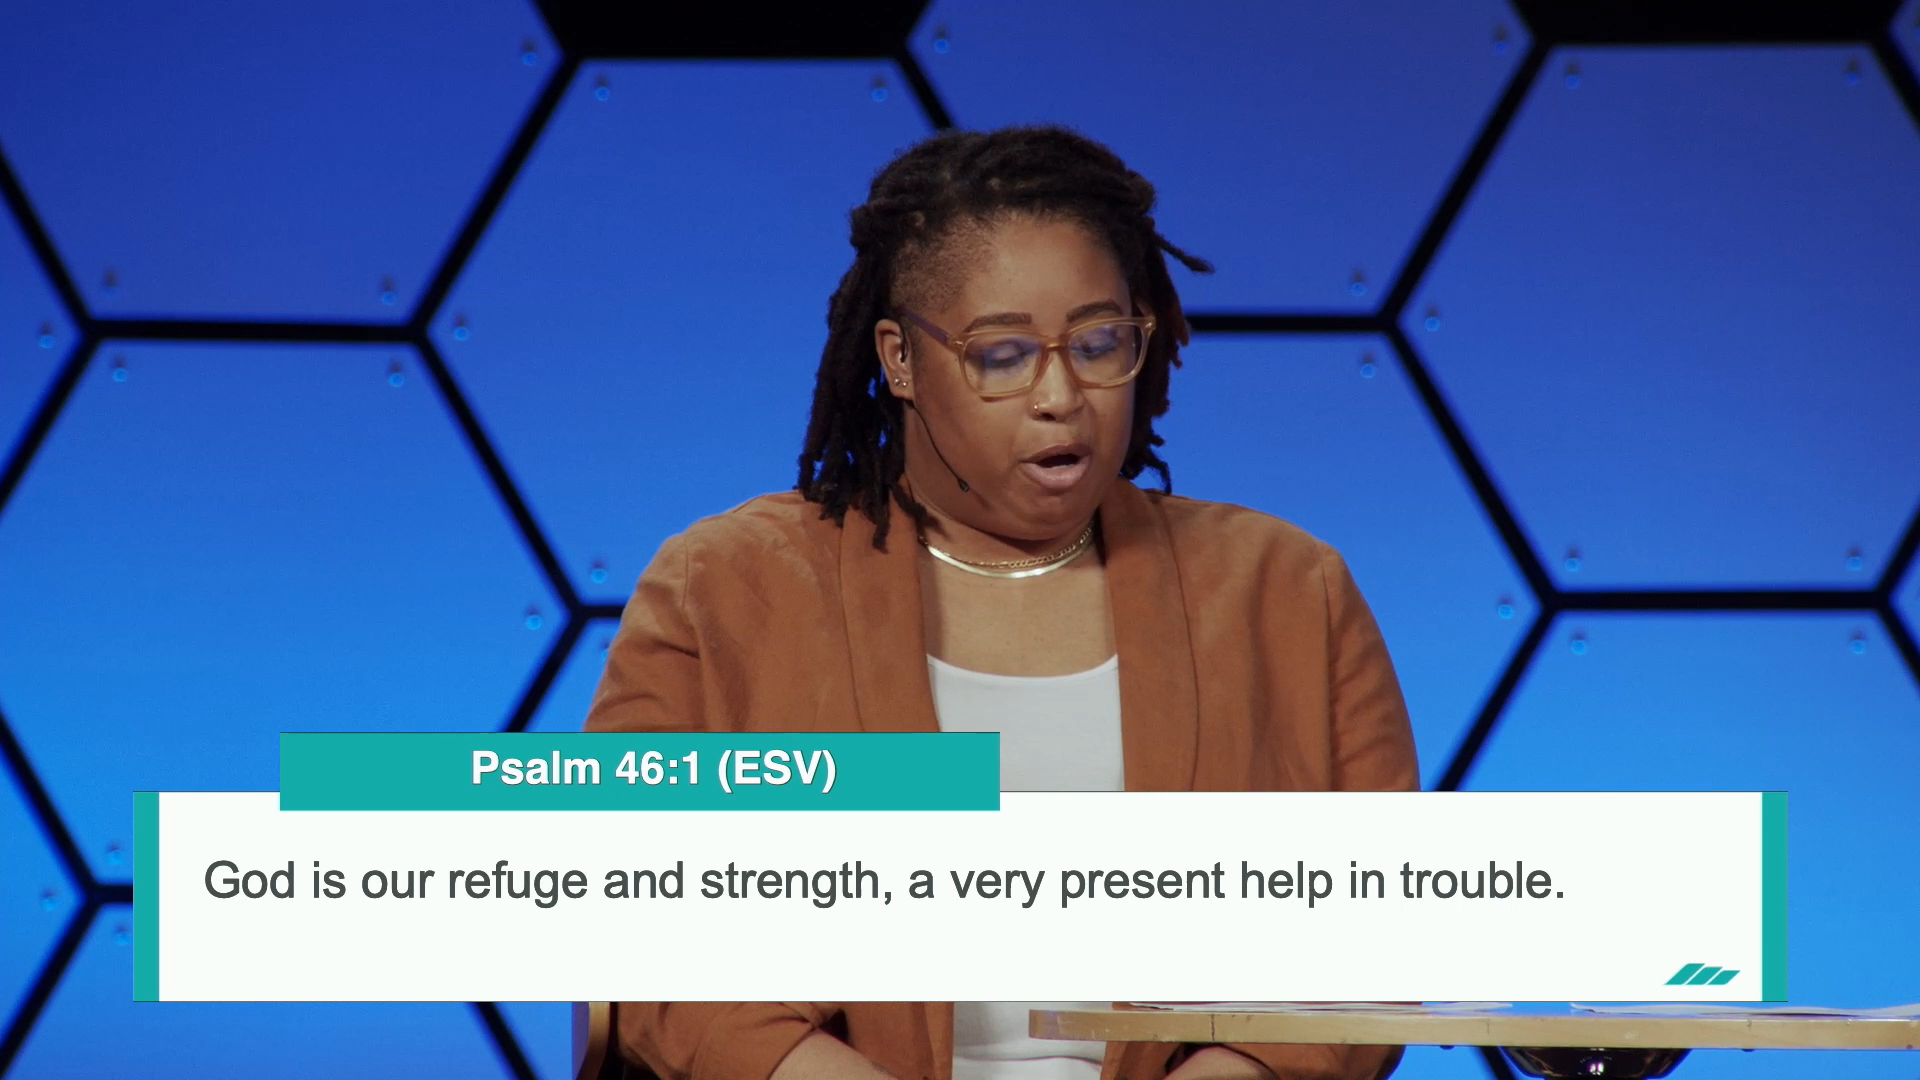 Psalm 46:1 (ESV)
God is our refuge and strength, a very present help in trouble.